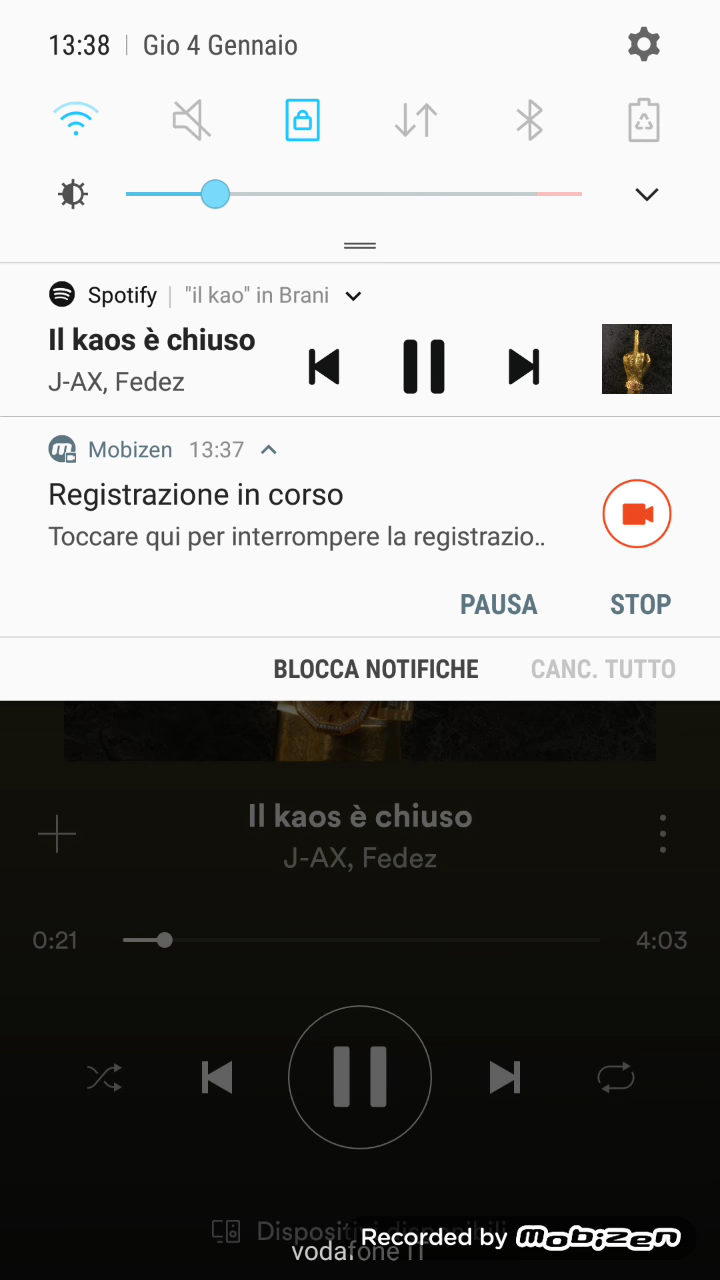 13:38 | Gio 4 Gennaio
Spotify | "il kao" in Brani
Il kaos è chiuso
J-AX, Fedez
Mobizen 13:37
Registrazione in corso
Toccare qui per interrompere la registrazio..
PAUSA STOP
BLOCCA NOTIFICHE CANC. TUTTO
Il kaos è chiuso
J-AX, Fedez
0:21 4:03
Dispositivi disponibili
vodafone IT
Recorded by mobizen